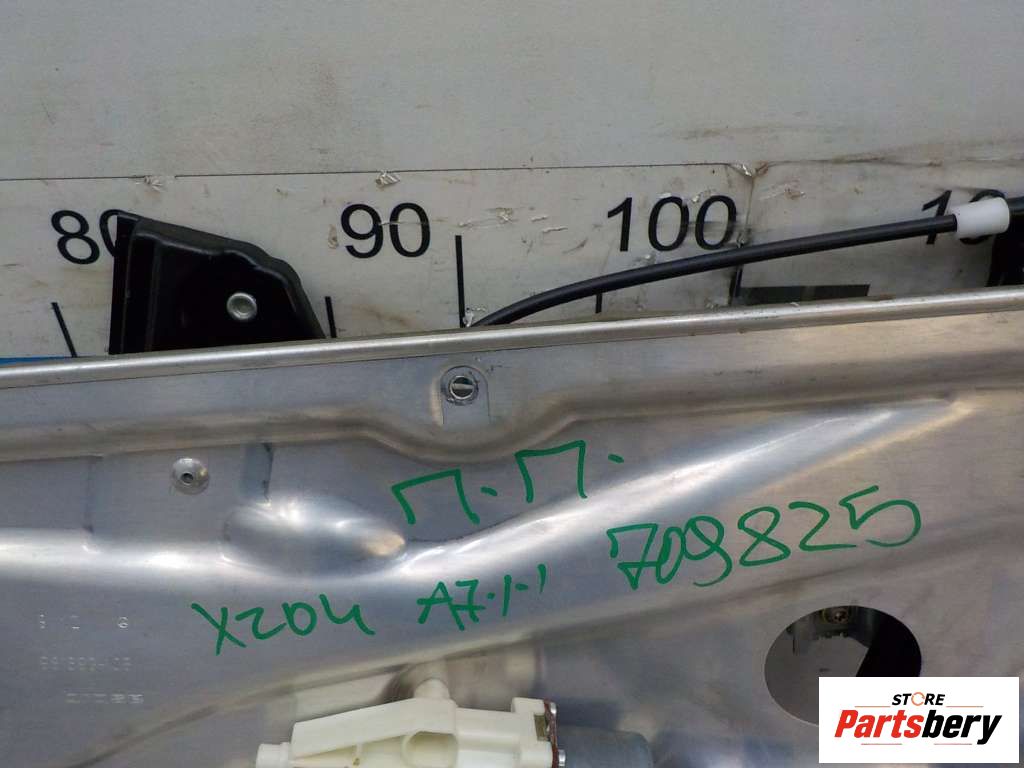 80 90 100
П.П.
709825
X204 A7.1.1
STORE
Partsbery